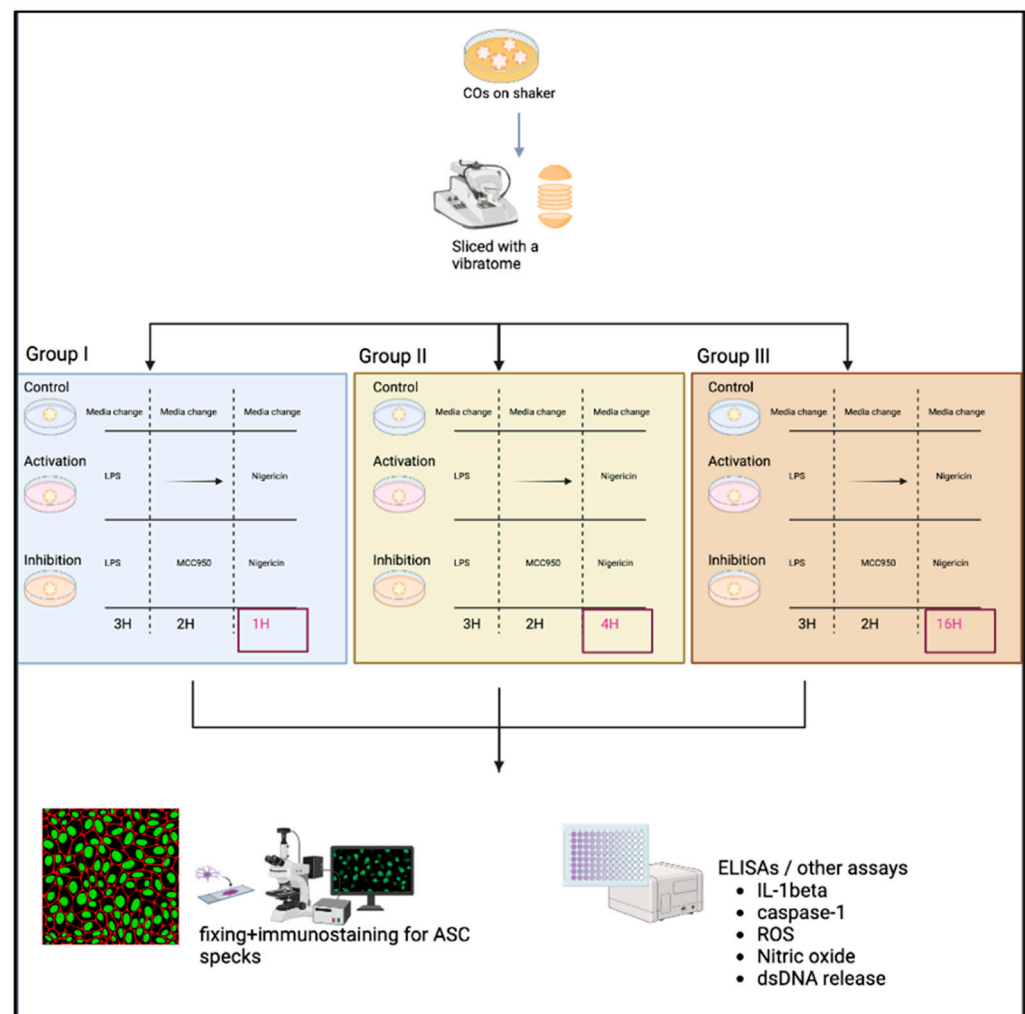 COs on shaker
Sliced with a
vibratome
Group I
Control
Media change Media change Media change
Activation
LPS Nigericin
Inhibition
LPS MCC950 Nigericin
3H 2H 1H
Group II
Control
Media change Media change Media change
Activation
LPS Nigericin
Inhibition
LPS MCC950 Nigericin
3H 2H 4H
Group III
Control
Media change Media change Media change
Activation
LPS Nigericin
Inhibition
LPS MCC950 Nigericin
3H 2H 16H
fixing+immunostaining for ASC
specks
ELISAs / other assays
• IL-1beta
• caspase-1
• ROS
• Nitric oxide
• dsDNA release